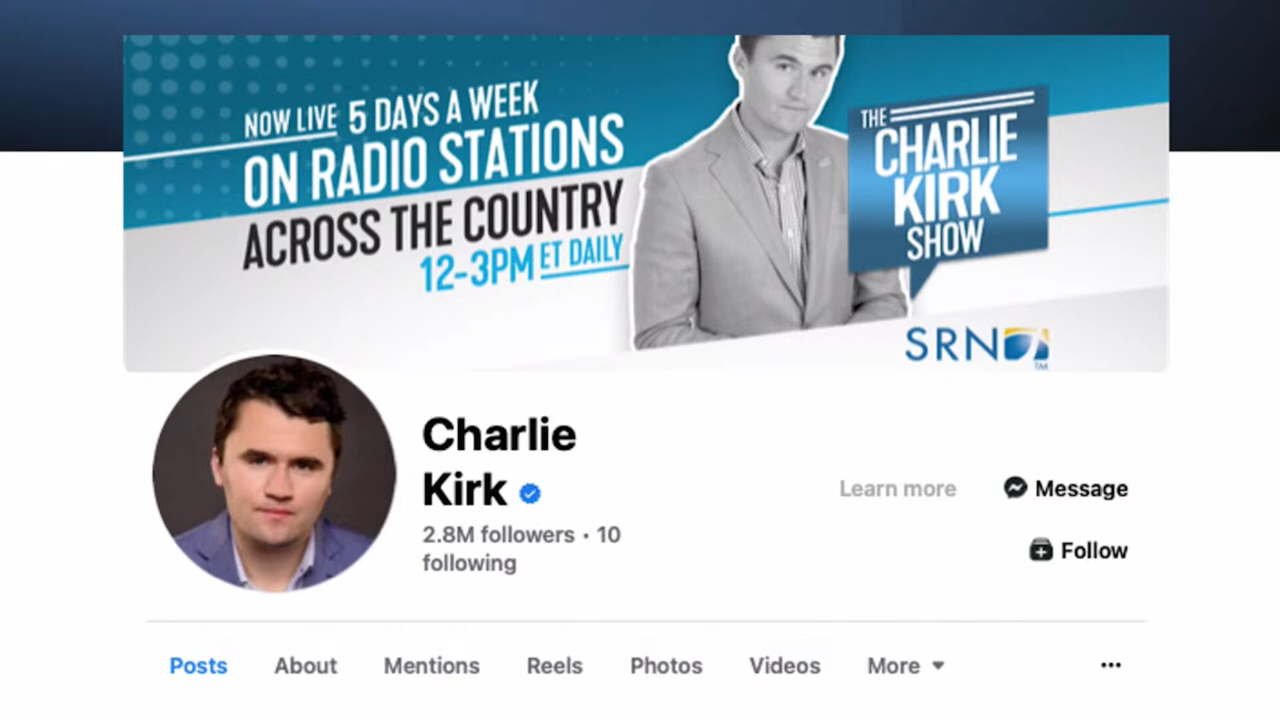 NOW LIVE 5 DAYS A WEEK
ON RADIO STATIONS
ACROSS THE COUNTRY
12-3PM ET DAILY
THE
CHARLIE
KIRK
SHOW
SRN
TM
Charlie
Kirk
2.8M followers · 10
following
Learn more
Message
Follow
Posts About Mentions Reels Photos Videos More